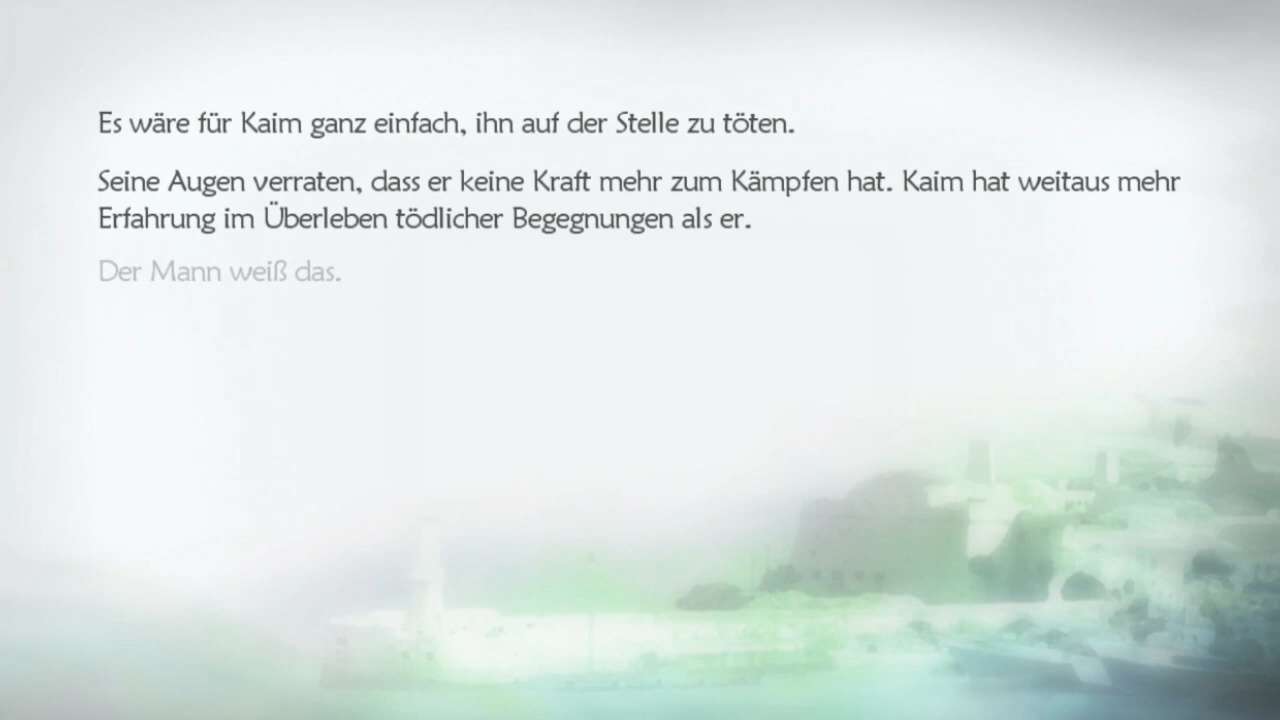 Es wäre für Kaim ganz einfach, ihn auf der Stelle zu töten.
Seine Augen verraten, dass er keine Kraft mehr zum Kämpfen hat. Kaim hat weitaus mehr
Erfahrung im Überleben tödlicher Begegnungen als er.
Der Mann weiß das.